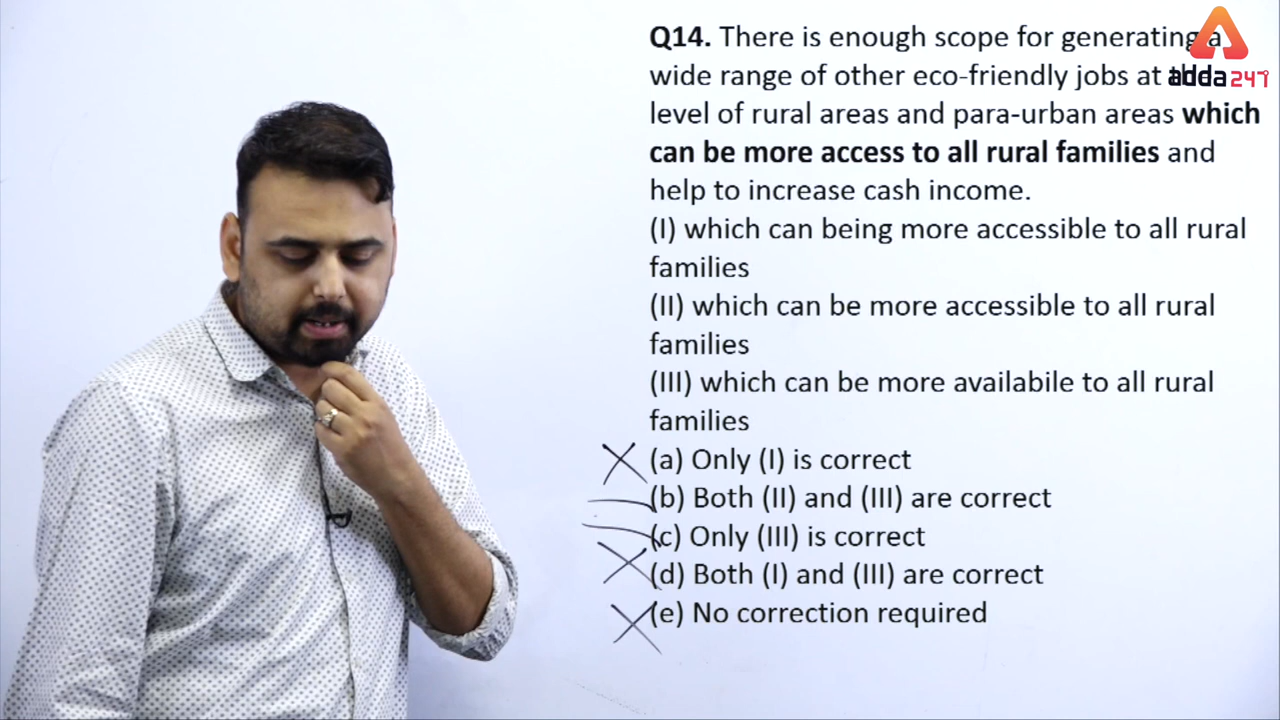 Q14. There is enough scope for generating a
adda247
wide range of other eco-friendly jobs at the
level of rural areas and para-urban areas which
can be more access to all rural families and
help to increase cash income.
(I) which can being more accessible to all rural
families
(II) which can be more accessible to all rural
families
(III) which can be more availabile to all rural
families
(a) Only (I) is correct
(b) Both (II) and (III) are correct
(c) Only (III) is correct
(d) Both (I) and (III) are correct
(e) No correction required